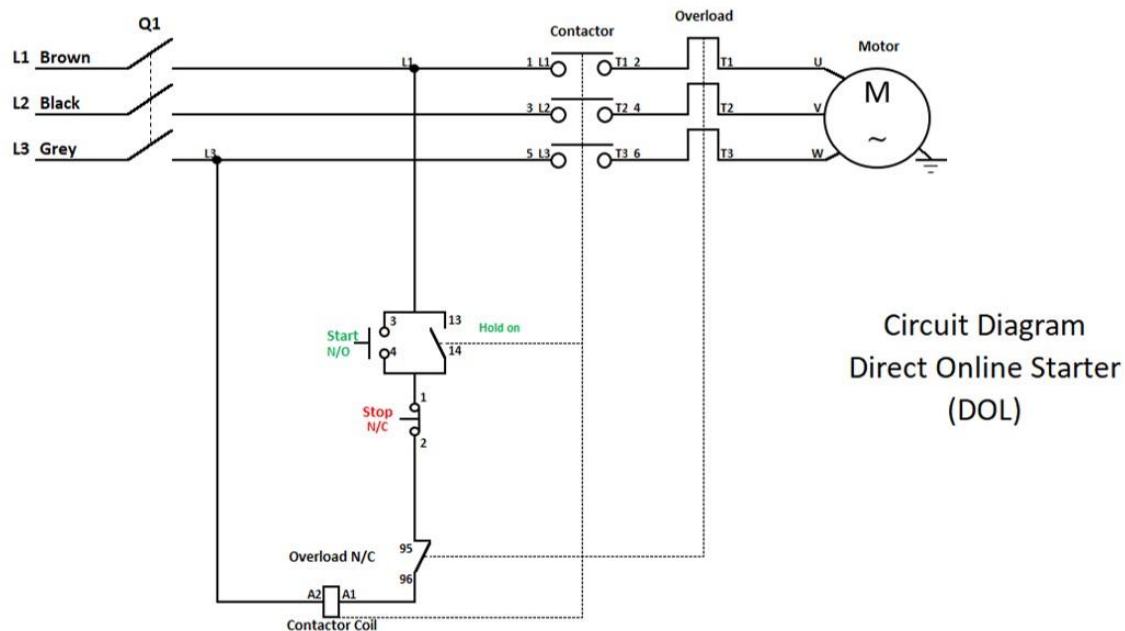 Q1
Overload
Contactor
Motor
L1 Brown
L1
1 L1
T1 2
T1
U
M
~
L2 Black
3 L2
T2 4
T2
V
L3 Grey
L3
5 L3
T3 6
T3
W
3
13
Start
N/O
Hold on
4
14
Circuit Diagram
Direct Online Starter
(DOL)
1
Stop
N/C
2
Overload N/C
95
96
A2
A1
Contactor Coil